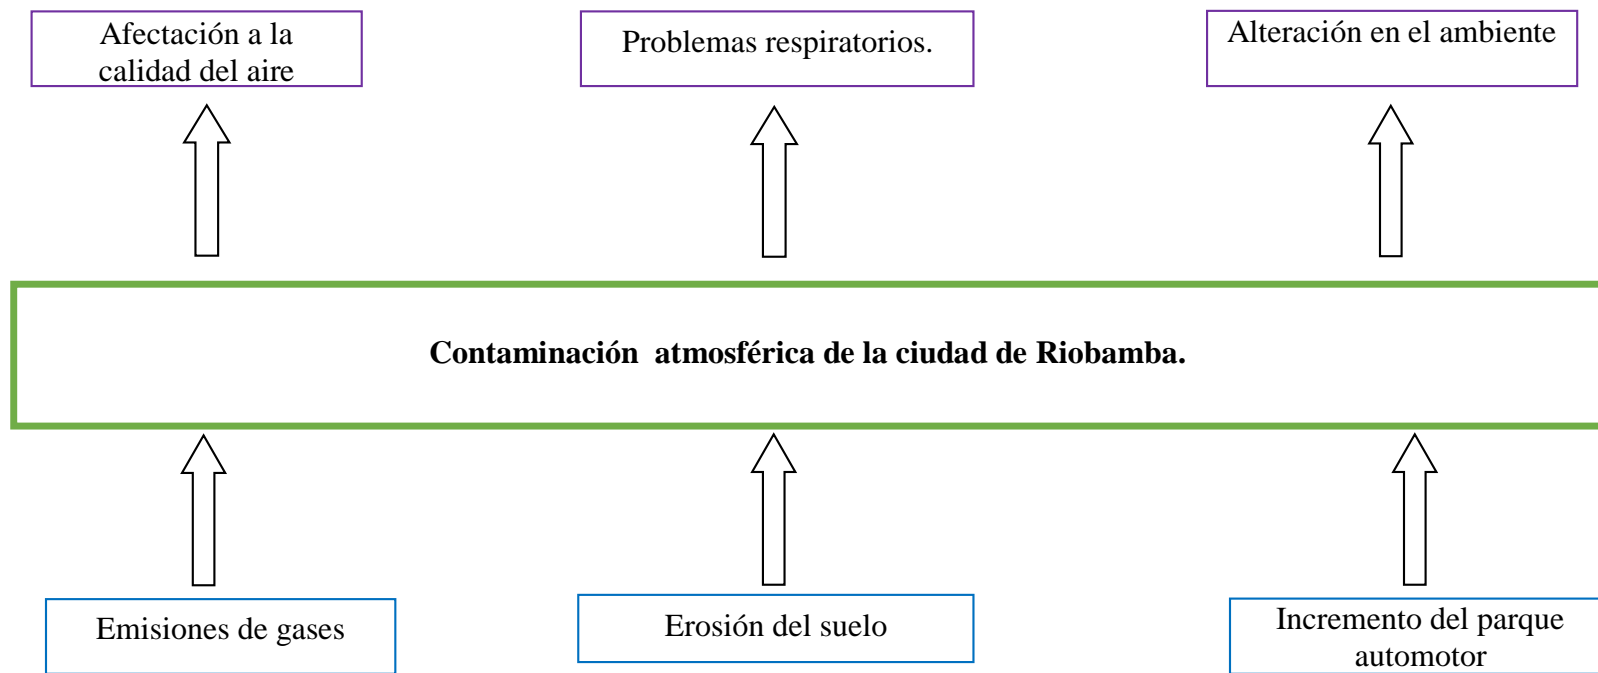 Afectación a la
calidad del aire
Problemas respiratorios.
Alteración en el ambiente
Contaminación  atmosférica de la ciudad de Riobamba.
Emisiones de gases
Erosión del suelo
Incremento del parque
automotor